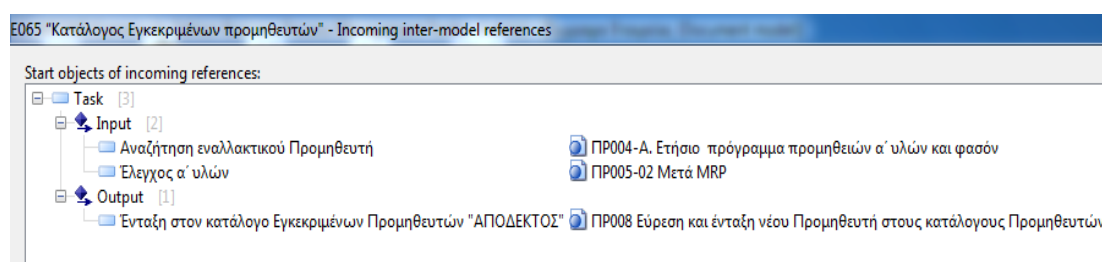 Ε065 "Κατάλογος Εγκεκριμένων προμηθευτών" - Incoming inter-model references
Start objects of incoming references:
Task [3]
Input [2]
Αναζήτηση εναλλακτικού Προμηθευτή ΠΡ004-Α. Ετήσιο πρόγραμμα προμηθειών α΄ υλών και φασόν
Έλεγχος α΄ υλών ΠΡ005-02 Μετά MRP
Output [1]
Ένταξη στον κατάλογο Εγκεκριμένων Προμηθευτών "ΑΠΟΔΕΚΤΟΣ" ΠΡ008 Εύρεση και ένταξη νέου Προμηθευτή στους κατάλογους Προμηθευτών